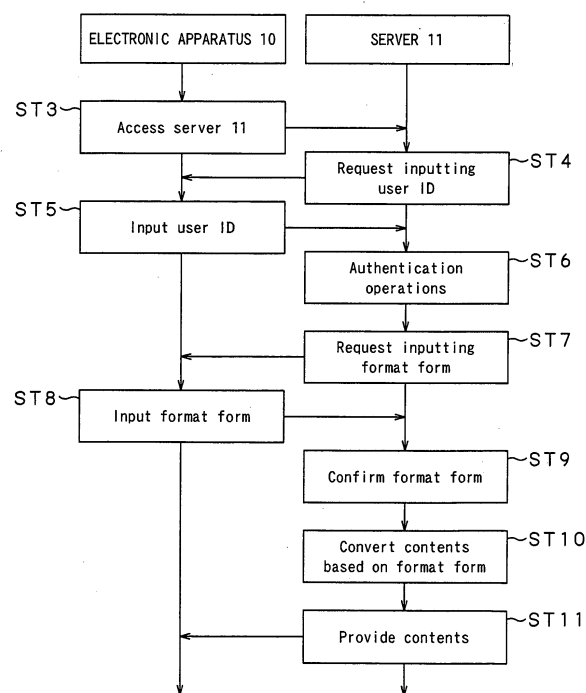 ELECTRONIC APPARATUS 10
SERVER 11
ST3
Access server 11
ST4
Request inputting
user ID
ST5
Input user ID
ST6
Authentication
operations
ST7
Request inputting
format form
ST8
Input format form
ST9
Confirm format form
ST10
Convert contents
based on format form
ST11
Provide contents